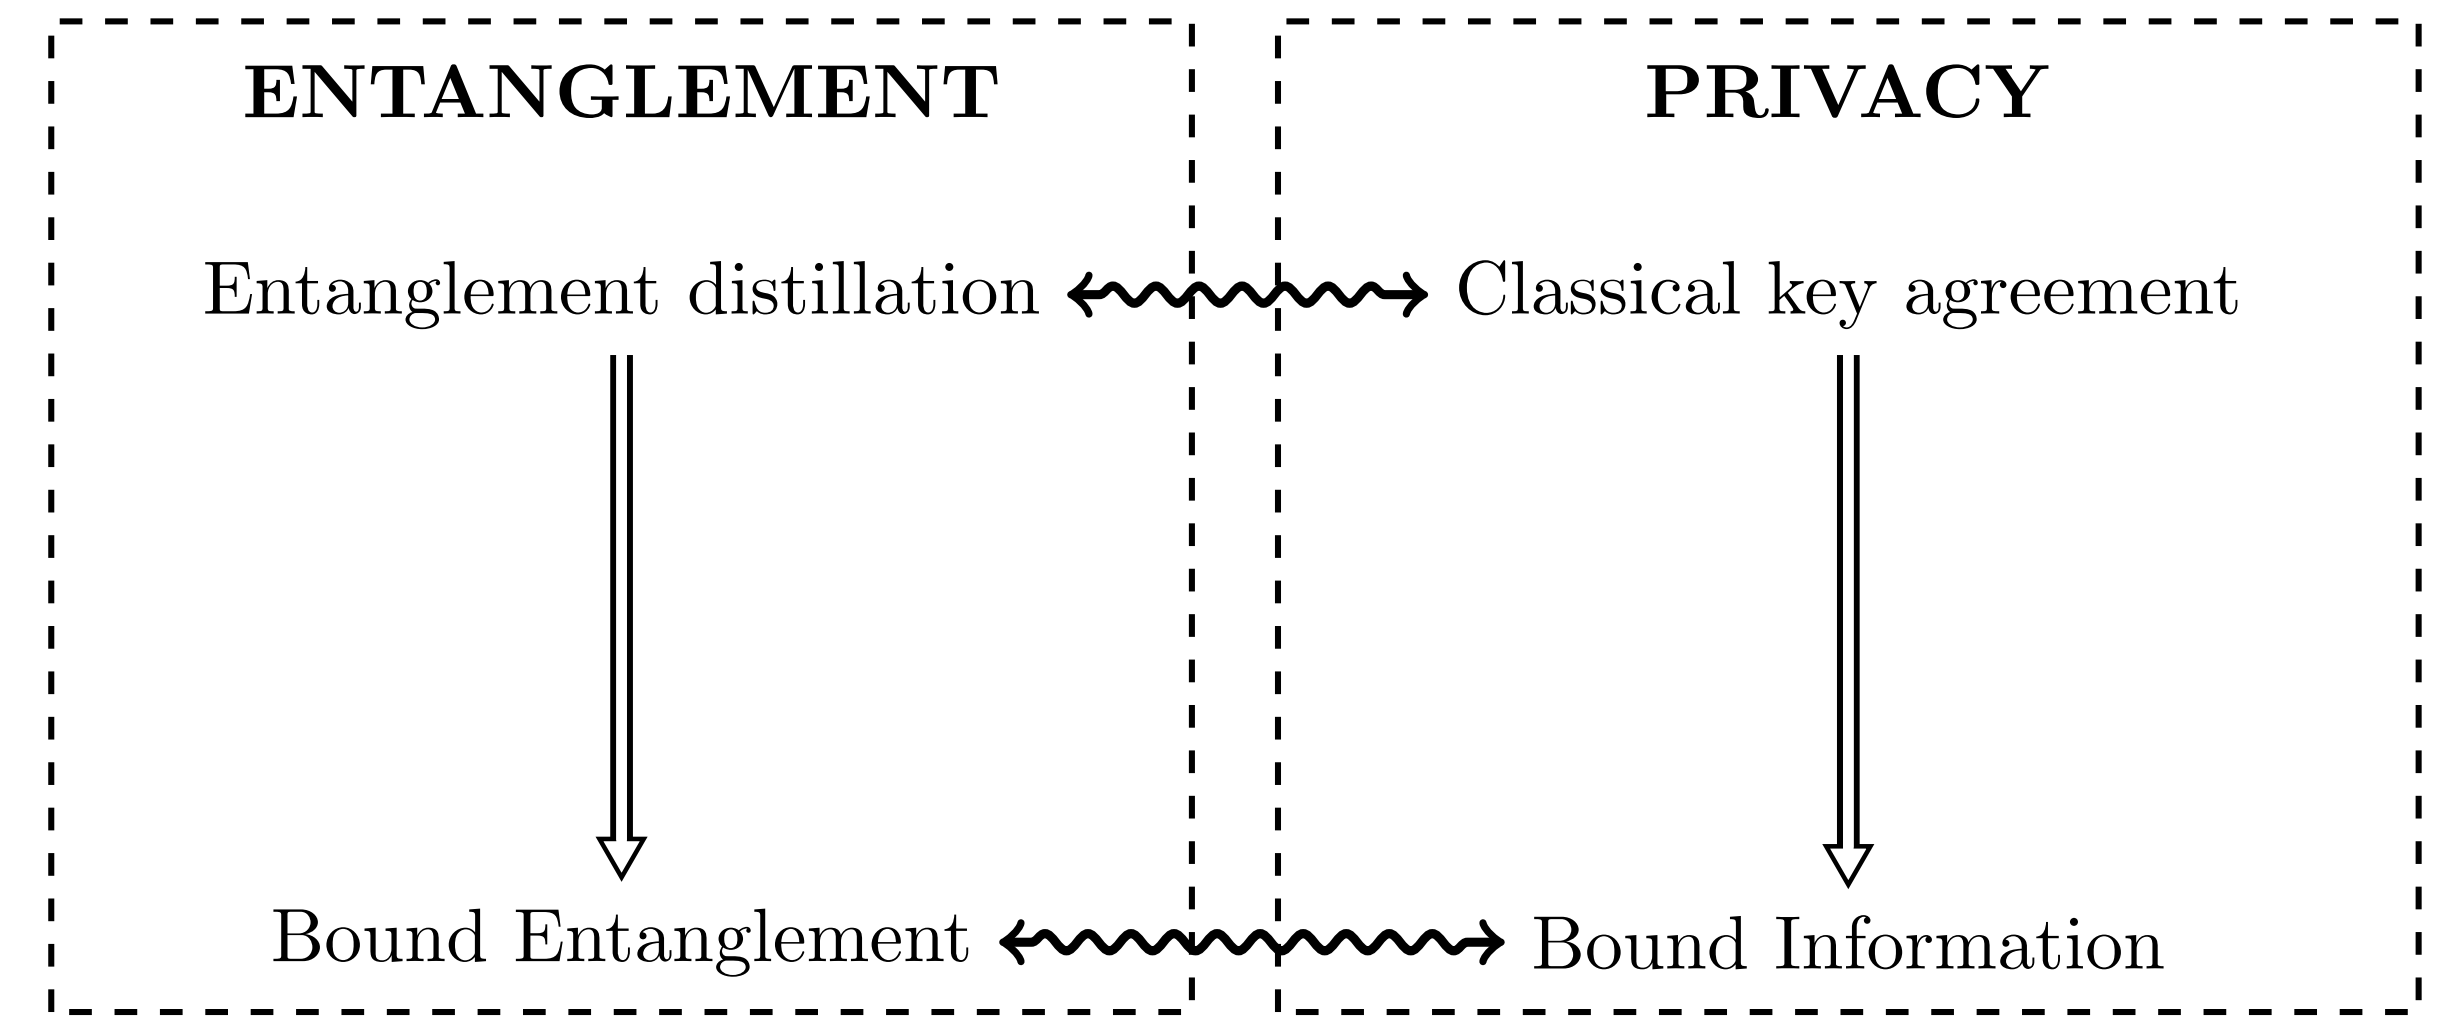 ENTANGLEMENT
Entanglement distillation
Bound Entanglement
PRIVACY
Classical key agreement
Bound Information